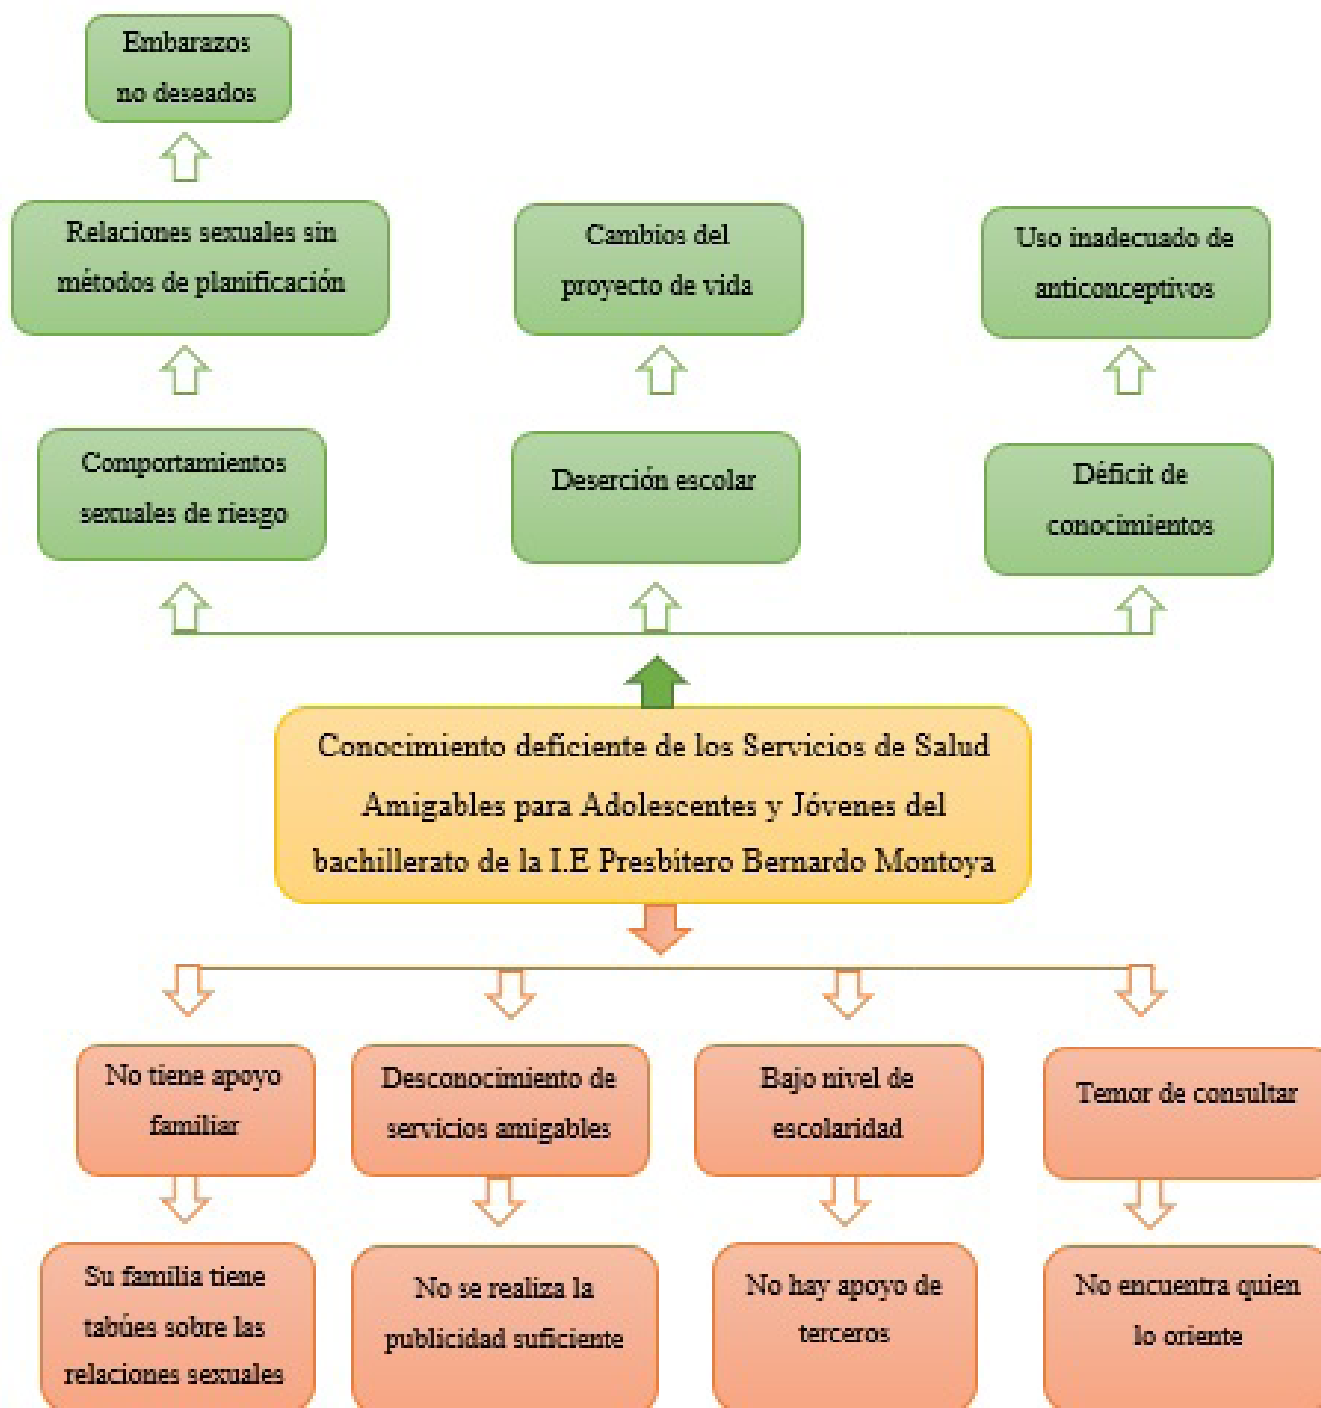 Embarazos
no deseados
Relaciones sexuales sin
métodos de planificación
Cambios del
proyecto de vida
Uso inadecuado de
anticonceptivos
Comportamientos
sexuales de riesgo
Deserción escolar
Déficit de
conocimientos
Conocimiento deficiente de los Servicios de Salud
Amigables para Adolescentes y Jóvenes del
bachillerato de la I.E Presbítero Bernardo Montoya
No tiene apoyo
familiar
Desconocimiento de
servicios amigables
Bajo nivel de
escolaridad
Temor de consultar
Su familia tiene
tabúes sobre las
relaciones sexuales
No se realiza la
publicidad suficiente
No hay apoyo de
terceros
No encuentra quien
lo oriente